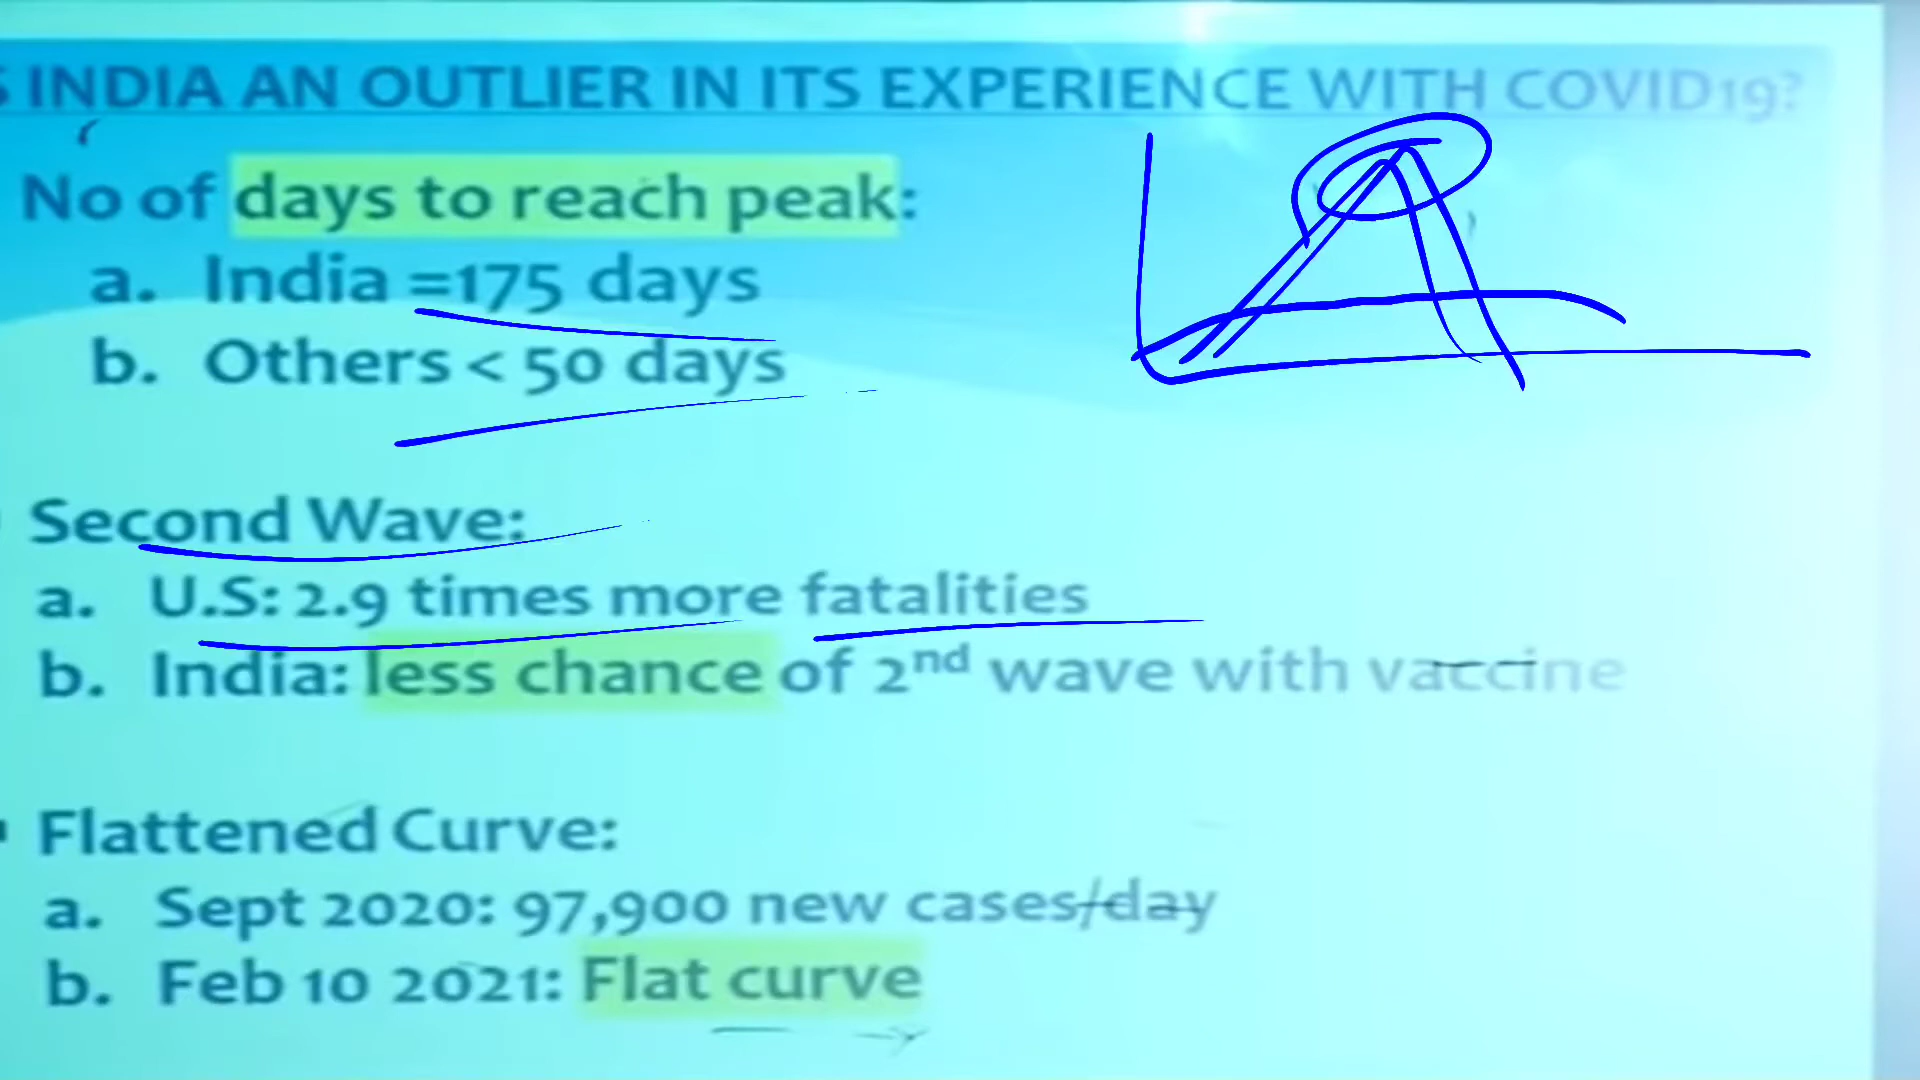 INDIA AN OUTLIER IN ITS EXPERIENCE WITH COVID19?
No of days to reach peak:
a. India =175 days
b. Others < 50 days
Second Wave:
a. U.S: 2.9 times more fatalities
b. India: less chance of 2nd wave with vaccine
Flattened Curve:
a. Sept 2020: 97,900 new cases/day
b. Feb 10 2021: Flat curve